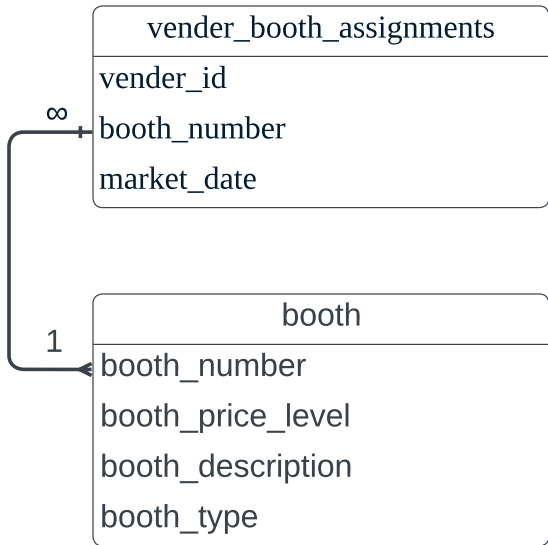 vender_booth_assignments
vender_id
∞
booth_number
market_date
booth
1
booth_number
booth_price_level
booth_description
booth_type